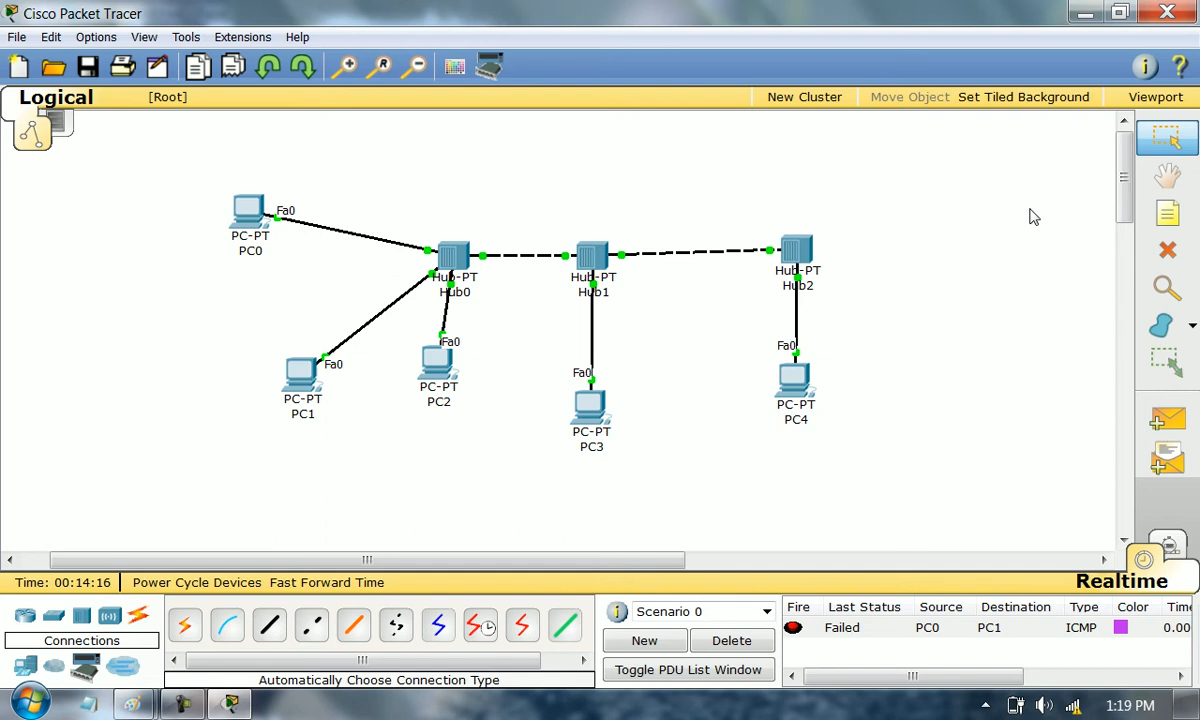 Cisco Packet Tracer
File Edit Options View Tools Extensions Help
Logical [Root] New Cluster Move Object Set Tiled Background Viewport
Fa0
PC-PT
PC0
Hub-PT
Hub0
Hub-PT
Hub1
Hub-PT
Hub2
Fa0
PC-PT
PC1
Fa0
PC-PT
PC2
Fa0
PC-PT
PC3
Fa0
PC-PT
PC4
Time: 00:14:16 Power Cycle Devices Fast Forward Time Realtime
Connections
Automatically Choose Connection Type
Scenario 0
New Delete
Toggle PDU List Window
Fire Last Status Source Destination Type Color Time
Failed PC0 PC1 ICMP 0.00
1:19 PM